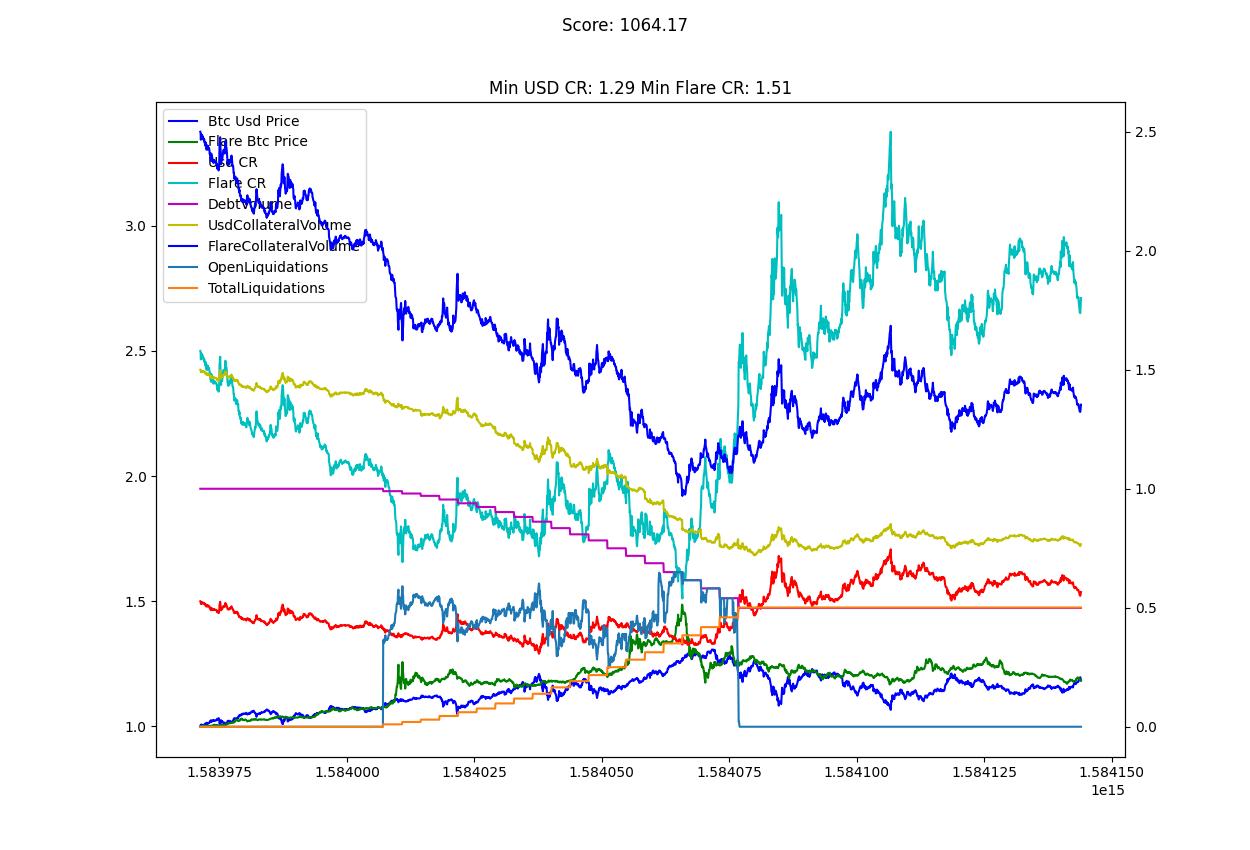 Score: 1064.17
Min USD CR: 1.29 Min Flare CR: 1.51
Btc Usd Price
Flare Btc Price
Usd CR
Flare CR
DebtVolume
UsdCollateralVolume
FlareCollateralVolume
OpenLiquidations
TotalLiquidations
3.0
2.5
2.0
1.5
1.0
2.5
2.0
1.5
1.0
0.5
0.0
1.583975 1.584000 1.584025 1.584050 1.584075 1.584100 1.584125 1.584150
1e15